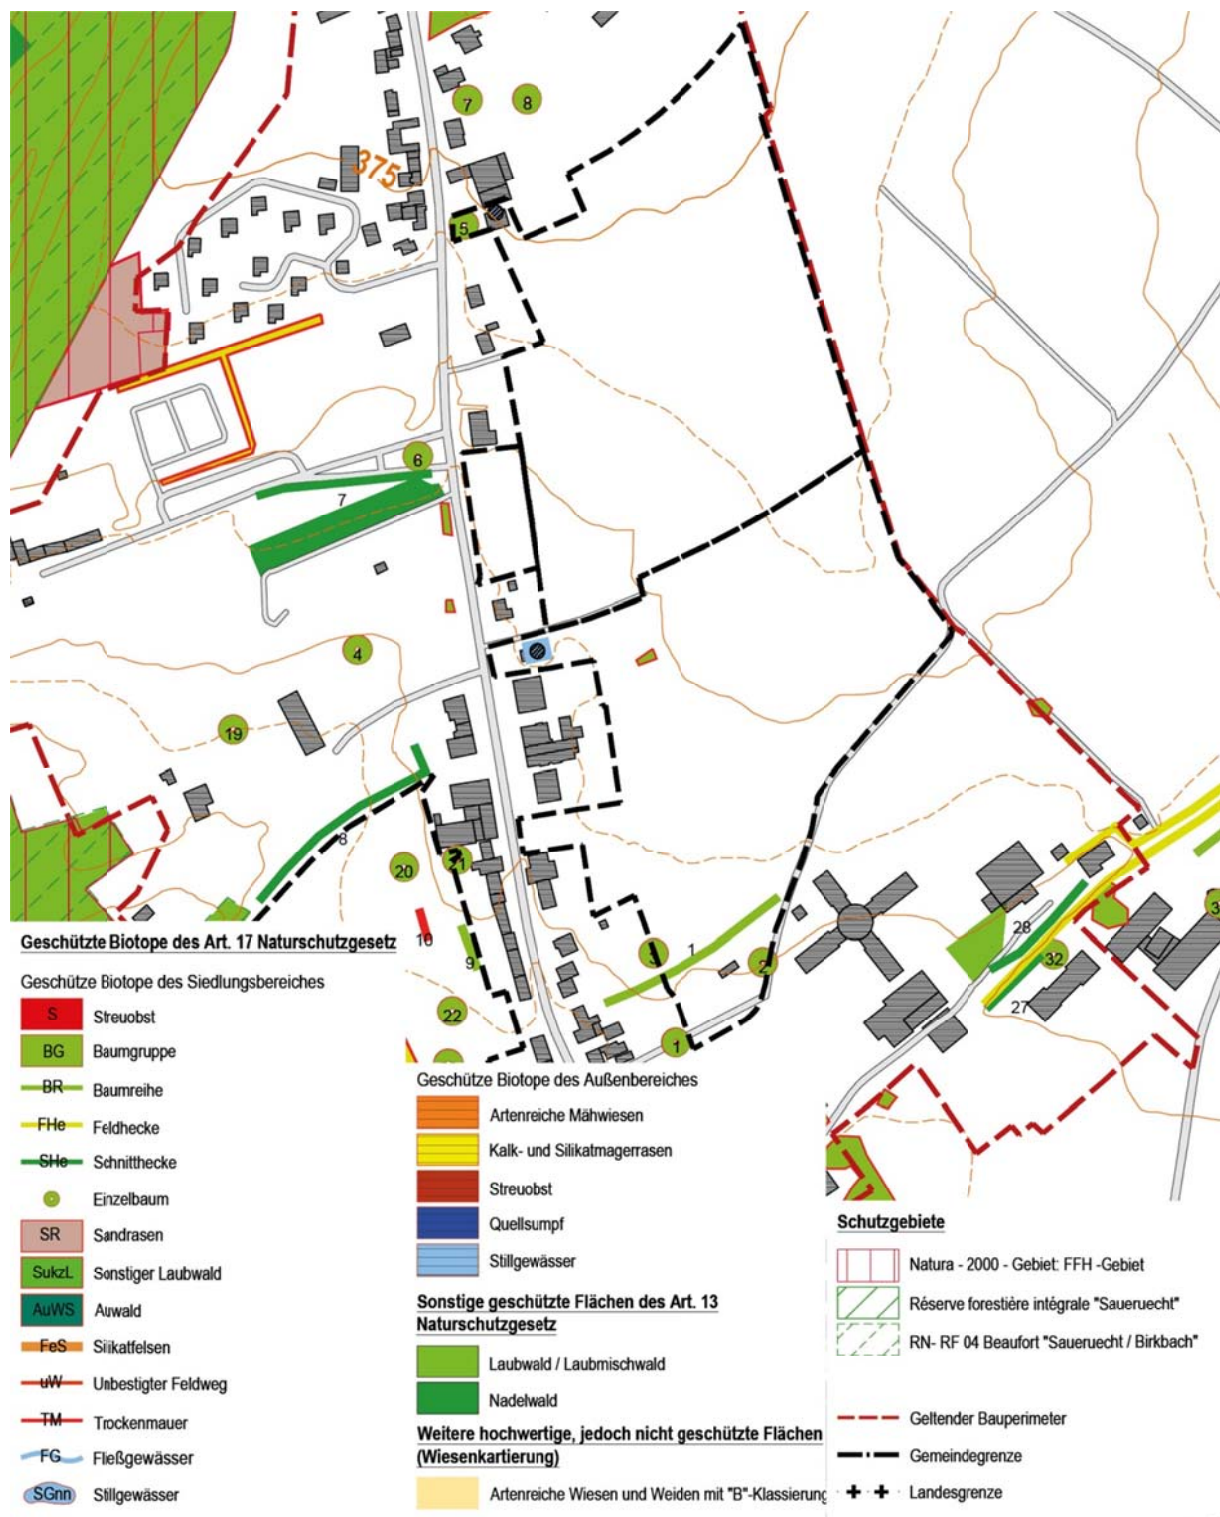 7
8
375
5
6
7
4
19
8
20
21
10
9
3
1
2
22
1
28
32
27
3
Geschützte Biotope des Art. 17 Naturschutzgesetz
Geschütze Biotope des Siedlungsbereiches
S Streuobst
BG Baumgruppe
BR Baumreihe
FHe Feldhecke
SHe Schnitthecke
Einzelbaum
SR Sandrasen
SukzL Sonstiger Laubwald
AuWS Auwald
FeS Silikatfelsen
uW Unbestigter Feldweg
TM Trockenmauer
FG Fließgewässer
SGnn Stillgewässer
Geschütze Biotope des Außenbereiches
Artenreiche Mähwiesen
Kalk- und Silikatmagerrasen
Streuobst
Quellsumpf
Stillgewässer
Sonstige geschützte Flächen des Art. 13
Naturschutzgesetz
Laubwald / Laubmischwald
Nadelwald
Weitere hochwertige, jedoch nicht geschützte Flächen
(Wiesenkartierung)
Artenreiche Wiesen und Weiden mit "B"-Klassierung
Schutzgebiete
Natura - 2000 - Gebiet: FFH -Gebiet
Réserve forestière intégrale "Saueruecht"
RN- RF 04 Beaufort "Saueruecht / Birkbach"
Geltender Bauperimeter
Gemeindegrenze
Landesgrenze